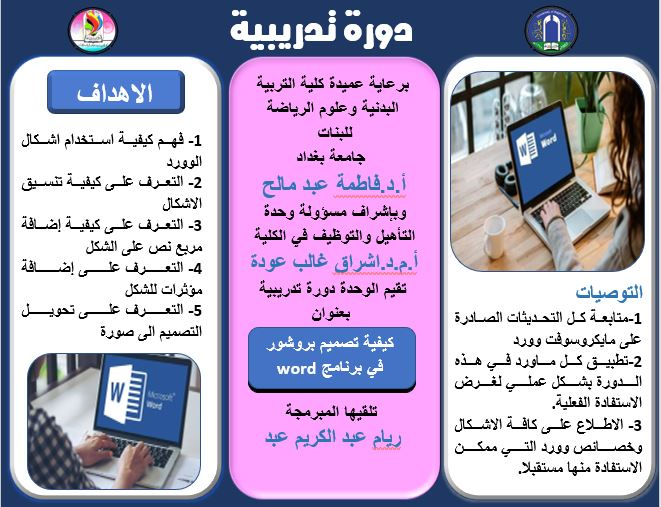 دورة تدريبية
برعاية عميدة كلية التربية
البدنية وعلوم الرياضة
للبنات
جامعة بغداد
أ.د.فاطمة عبد مالح
وبإشراف مسؤولة وحدة
التأهيل والتوظيف في الكلية
أ.م.د.اشراق غالب عودة
تقيم الوحدة دورة تدريبية
بعنوان
كيفية تصميم بروشور
في برنامج word
تلقيها المبرمجة
ريام عبد الكريم عبد
Word
التوصيات
1-متابعة كل التحديثات الصادرة
على مايكروسوفت وورد
2-تطبيق كل ماورد في هذه
الدورة بشكل عملي لغرض
الاستفادة الفعلية.
3- الاطلاع على كافة الاشكال
وخصائص وورد التي ممكن
الاستفادة منها مستقبلا.
الاهداف
1- فهم كيفية استخدام اشكال
الوورد
2- التعرف على كيفية تنسيق
الاشكال
3- التعرف على كيفية إضافة
مربع نص على الشكل
4- التعرف على إضافة
مؤثرات للشكل
5- التعرف على تحويل
التصميم الى صورة
Microsoft
Word